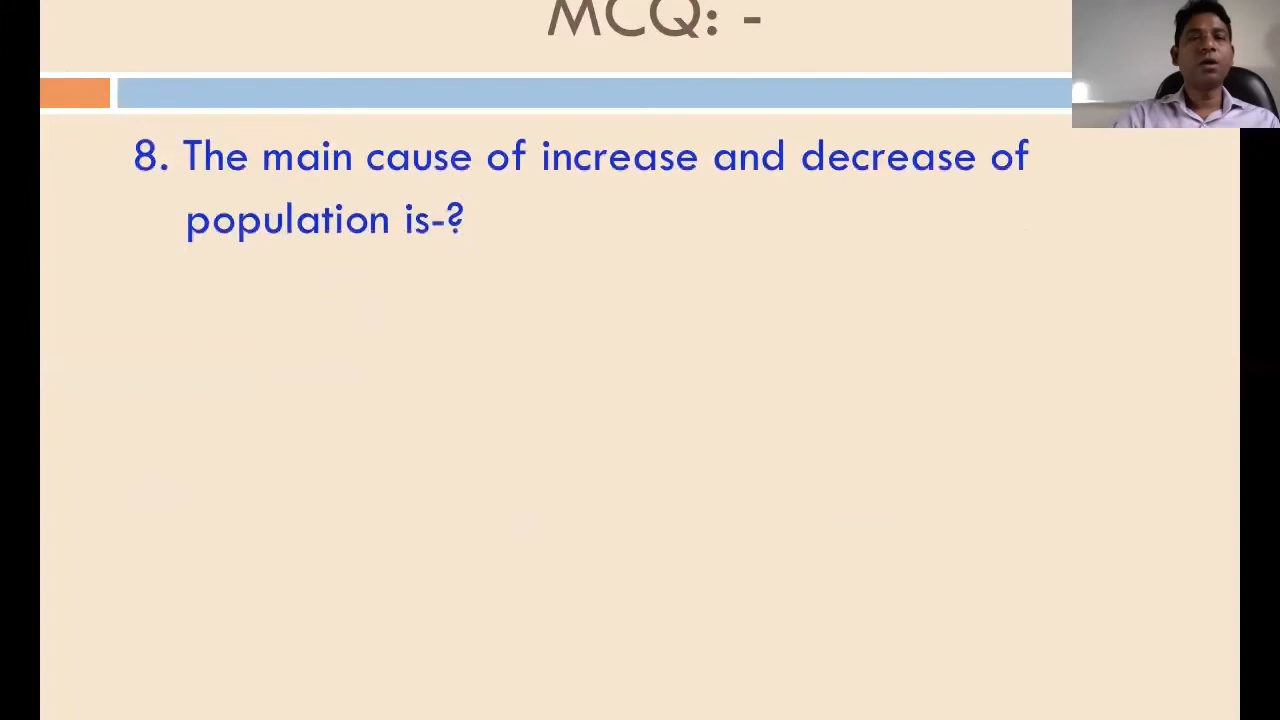 MCQ: -
8. The main cause of increase and decrease of
population is-?